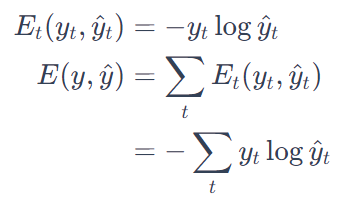 E_t(y_t, ŷ_t) = −y_t log ŷ_t
E(y, ŷ) = ∑_t E_t(y_t, ŷ_t)
= −∑_t y_t log ŷ_t